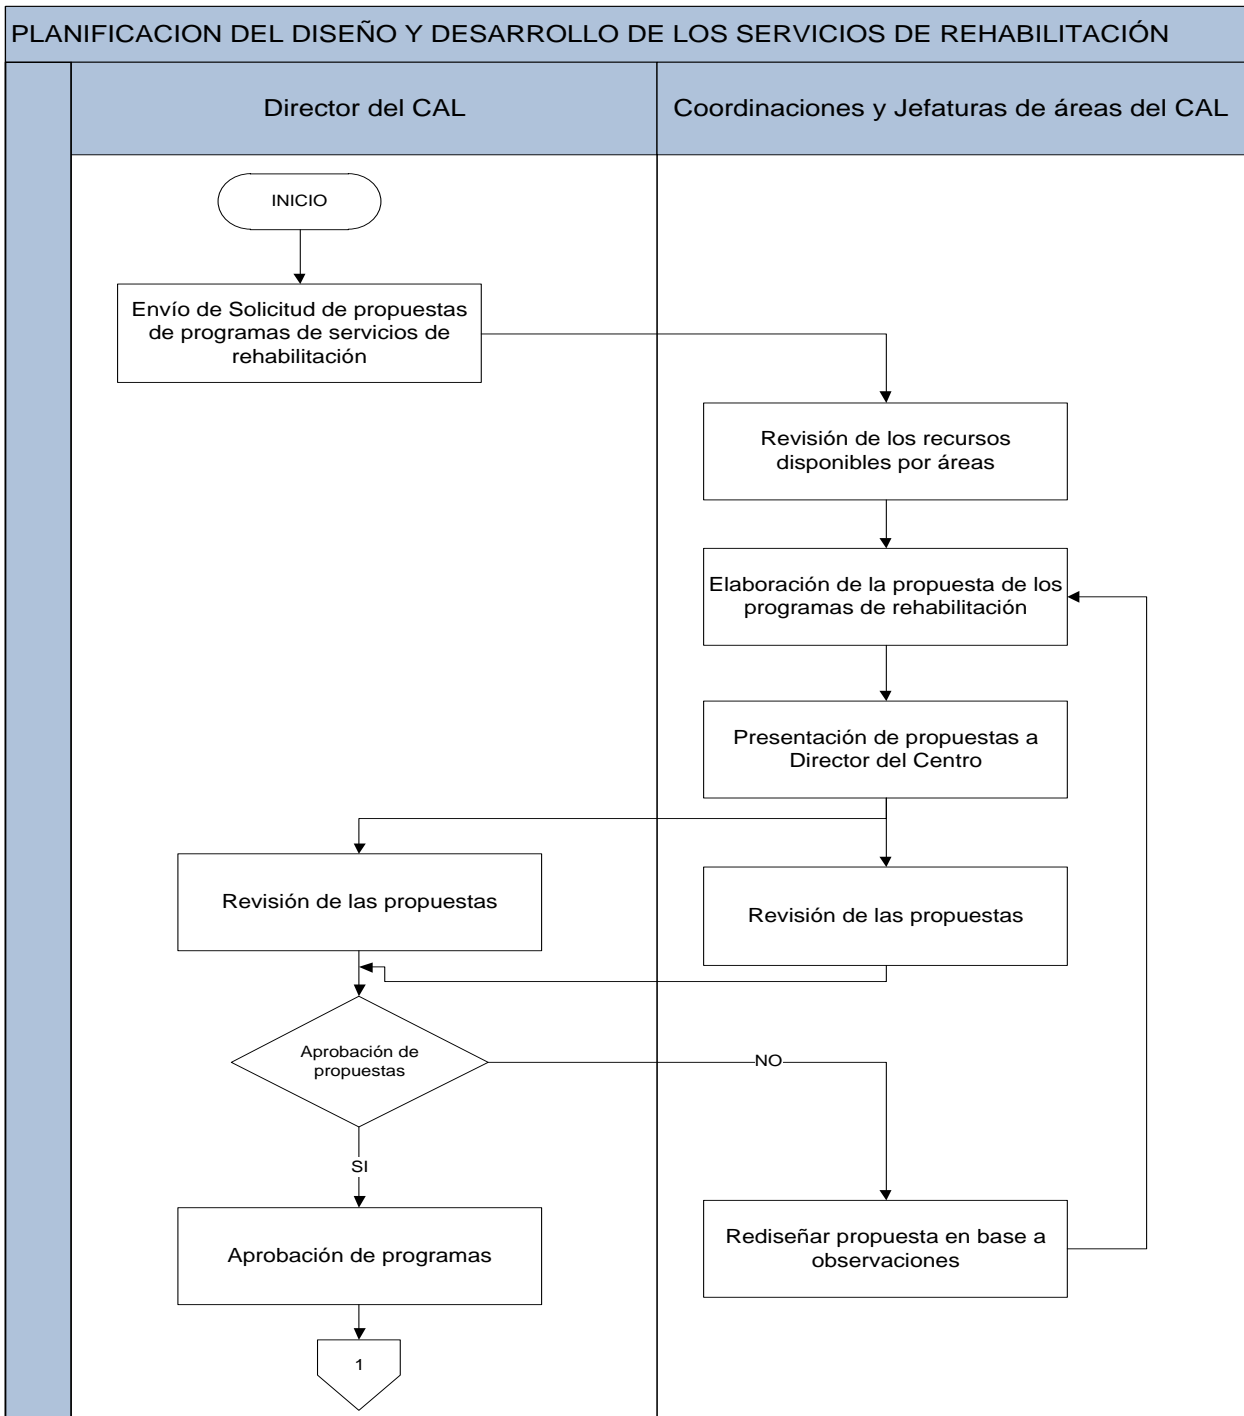 PLANIFICACION DEL DISEÑO Y DESARROLLO DE LOS SERVICIOS DE REHABILITACIÓN
Director del CAL
Coordinaciones y Jefaturas de áreas del CAL
INICIO
Envío de Solicitud de propuestas
de programas de servicios de
rehabilitación
Revisión de los recursos
disponibles por áreas
Elaboración de la propuesta de los
programas de rehabilitación
Presentación de propuestas a
Director del Centro
Revisión de las propuestas
Revisión de las propuestas
Aprobación de
propuestas
NO
SI
Aprobación de programas
Rediseñar propuesta en base a
observaciones
1